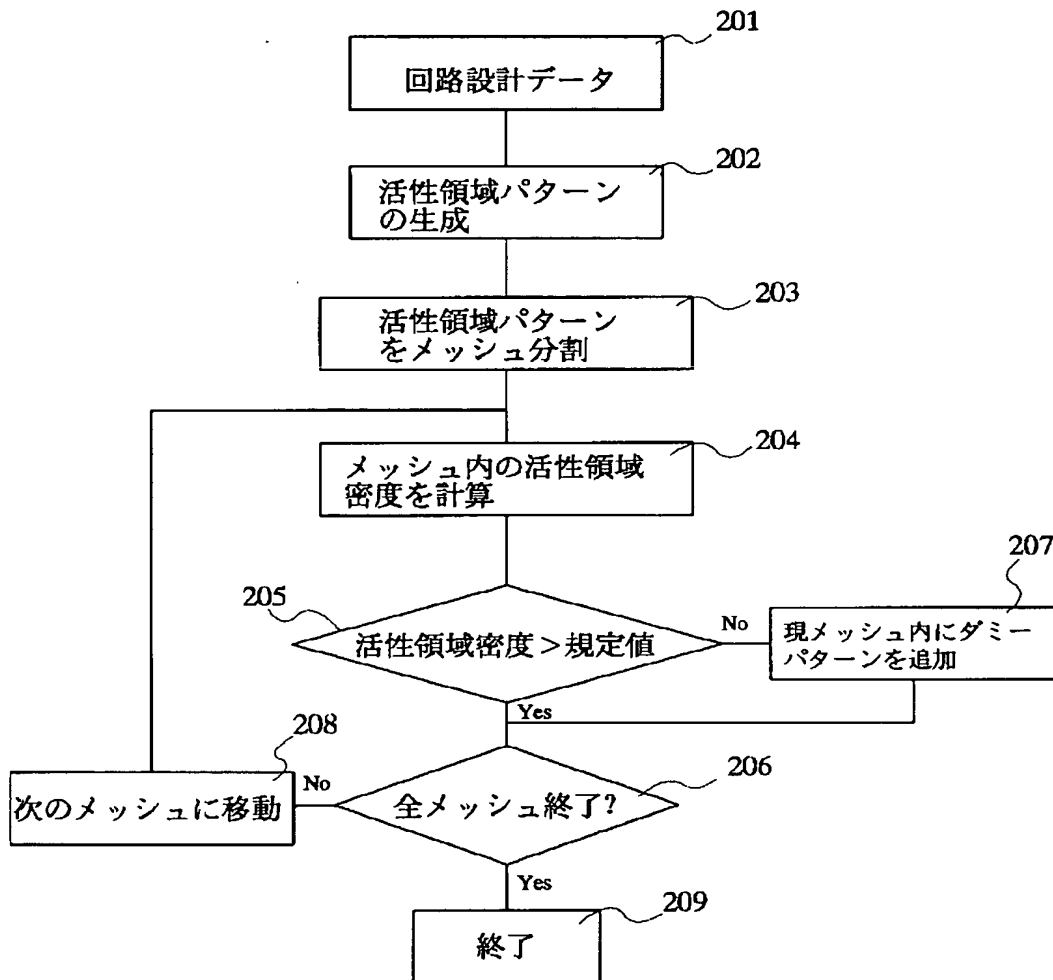 201
回路設計データ
202
活性領域パターン
の生成
203
活性領域パターン
をメッシュ分割
204
メッシュ内の活性領域
密度を計算
205
活性領域密度>規定値
No
207
現メッシュ内にダミー
パターンを追加
Yes
208
次のメッシュに移動
No
206
全メッシュ終了?
Yes
209
終了